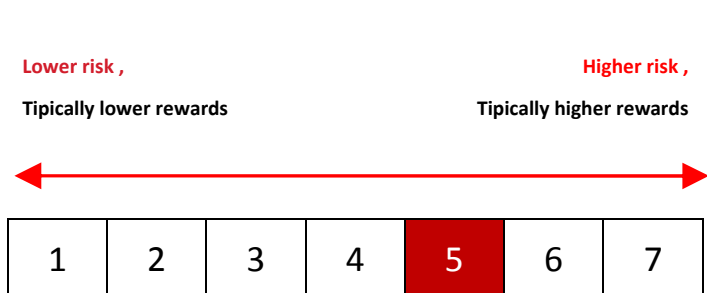 Lower risk ,
Higher risk ,
Tipically lower rewards
Tipically higher rewards
1 2 3 4 5 6 7